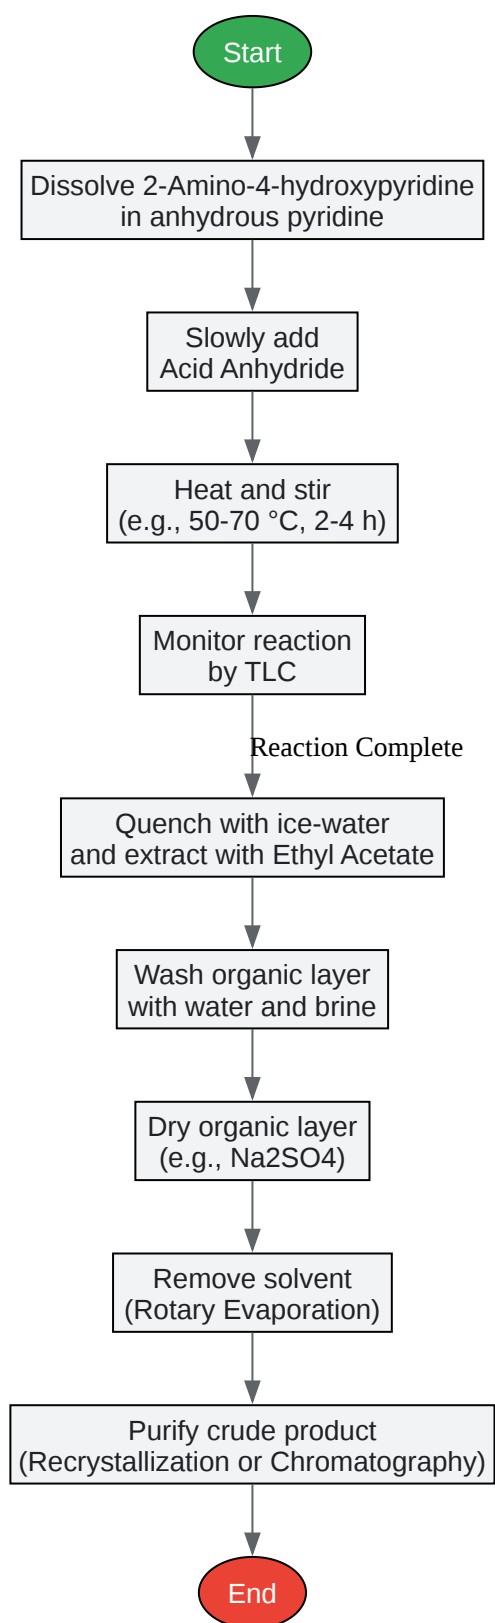 Start
Dissolve 2-Amino-4-hydroxypyridine
in anhydrous pyridine
Slowly add
Acid Anhydride
Heat and stir
(e.g., 50-70 °C, 2-4 h)
Monitor reaction
by TLC
Reaction Complete
Quench with ice-water
and extract with Ethyl Acetate
Wash organic layer
with water and brine
Dry organic layer
(e.g., Na2SO4)
Remove solvent
(Rotary Evaporation)
Purify crude product
(Recrystallization or Chromatography)
End